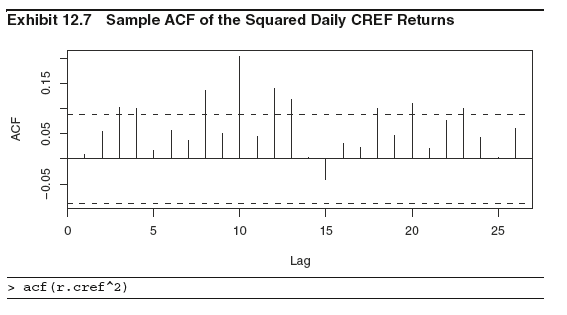 Exhibit 12.7 Sample ACF of the Squared Daily CREF Returns
ACF
0.15
0.05
−0.05
0 5 10 15 20 25
Lag
> acf(r.cref^2)